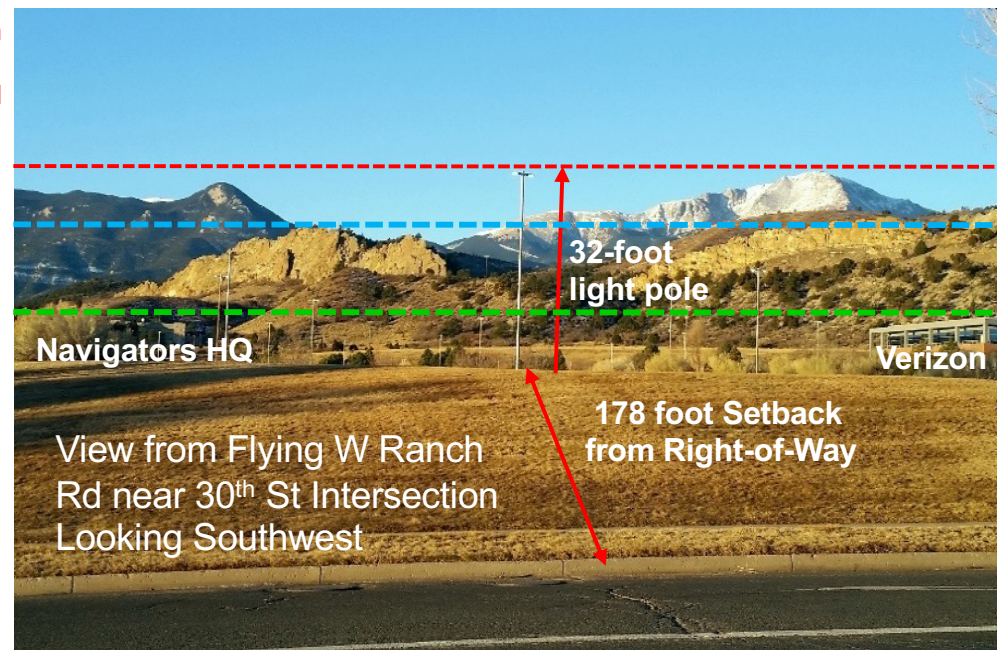 32-foot
light pole
Navigators HQ
Verizon
178 foot Setback
from Right-of-Way
View from Flying W Ranch
Rd near 30th St Intersection
Looking Southwest